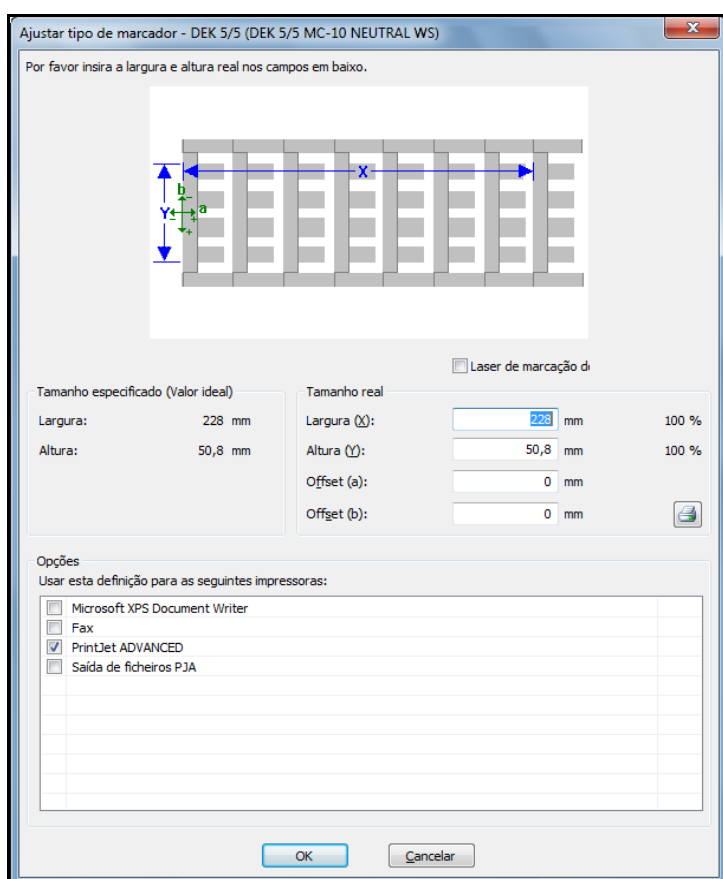 Ajustar tipo de marcador - DEK 5/5 (DEK 5/5 MC-10 NEUTRAL WS)
Por favor insira a largura e altura real nos campos em baixo.
X
b
Y
a
-
+
-
+
Laser de marcação de
Tamanho especificado (Valor ideal)
Largura: 228 mm
Altura: 50,8 mm
Tamanho real
Largura (X): 228 mm 100 %
Altura (Y): 50,8 mm 100 %
Offset (a): 0 mm
Offset (b): 0 mm
Opções
Usar esta definição para as seguintes impressoras:
Microsoft XPS Document Writer
Fax
PrintJet ADVANCED
Saída de ficheiros PJA
OK
Cancelar